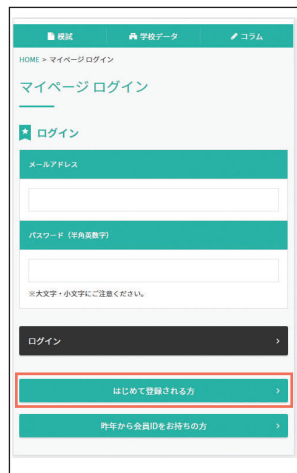 模試 学校データ コラム
HOME > マイページ ログイン
マイページ ログイン
ログイン
メールアドレス
パスワード（半角英数字）
※大文字・小文字にご注意ください。
ログイン
はじめて登録される方
昨年から会員IDをお持ちの方